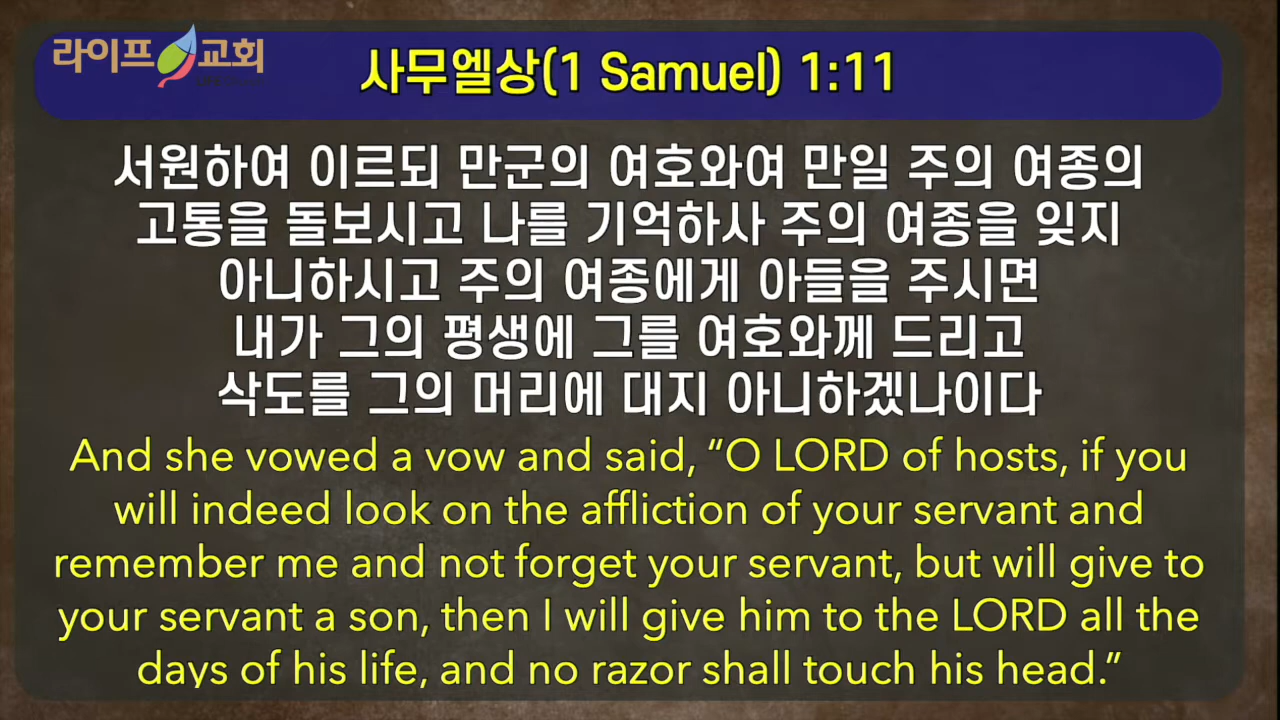 라이프 교회
사무엘상(1 Samuel) 1:11
서원하여 이르되 만군의 여호와여 만일 주의 여종의
고통을 돌보시고 나를 기억하사 주의 여종을 잊지
아니하시고 주의 여종에게 아들을 주시면
내가 그의 평생에 그를 여호와께 드리고
삭도를 그의 머리에 대지 아니하겠나이다
And she vowed a vow and said, “O LORD of hosts, if you
will indeed look on the affliction of your servant and
remember me and not forget your servant, but will give to
your servant a son, then I will give him to the LORD all the
days of his life, and no razor shall touch his head.”